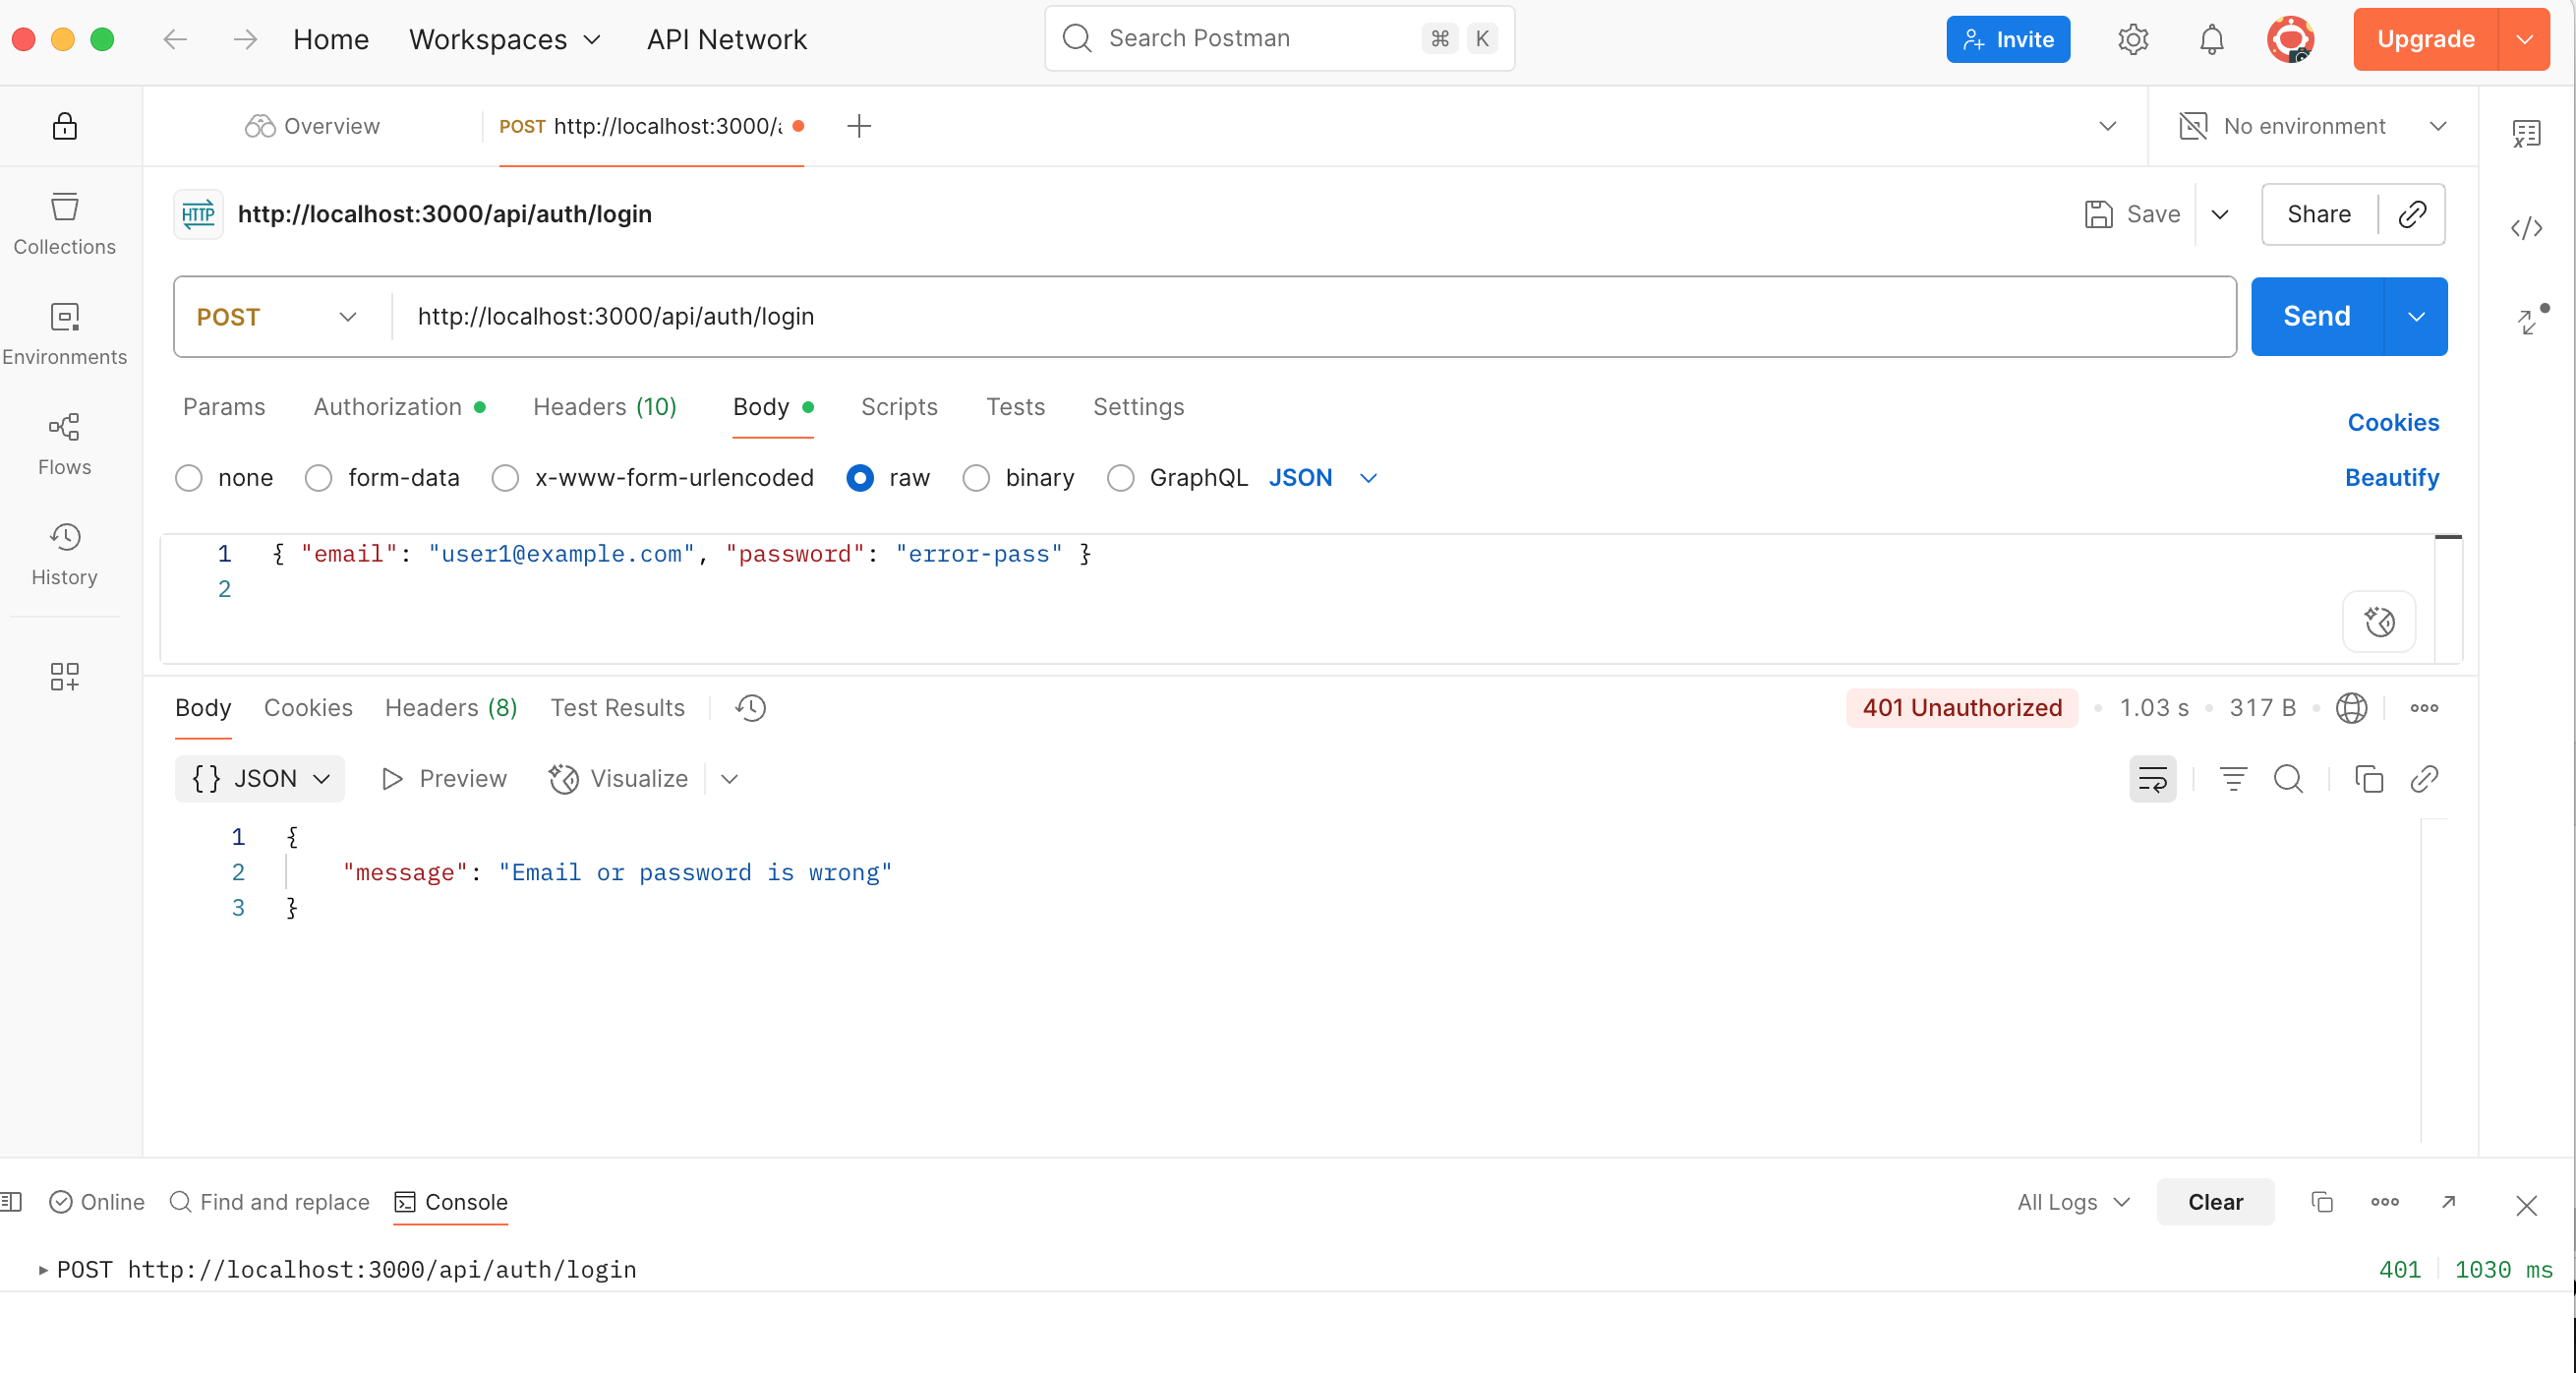 Home Workspaces API Network Search Postman ⌘ K Invite Upgrade
Overview POST http://localhost:3000/a No environment
HTTP http://localhost:3000/api/auth/login Save Share
POST http://localhost:3000/api/auth/login Send
Params Authorization Headers (10) Body Scripts Tests Settings Cookies
none form-data x-www-form-urlencoded raw binary GraphQL JSON Beautify
Collections
Environments
Flows
History
1 { "email": "user1@example.com", "password": "error-pass" }
2
Body Cookies Headers (8) Test Results 401 Unauthorized • 1.03 s • 317 B
{} JSON Preview Visualize
1 {
2 "message": "Email or password is wrong"
3 }
Online Find and replace Console All Logs Clear
POST http://localhost:3000/api/auth/login 401 1030 ms